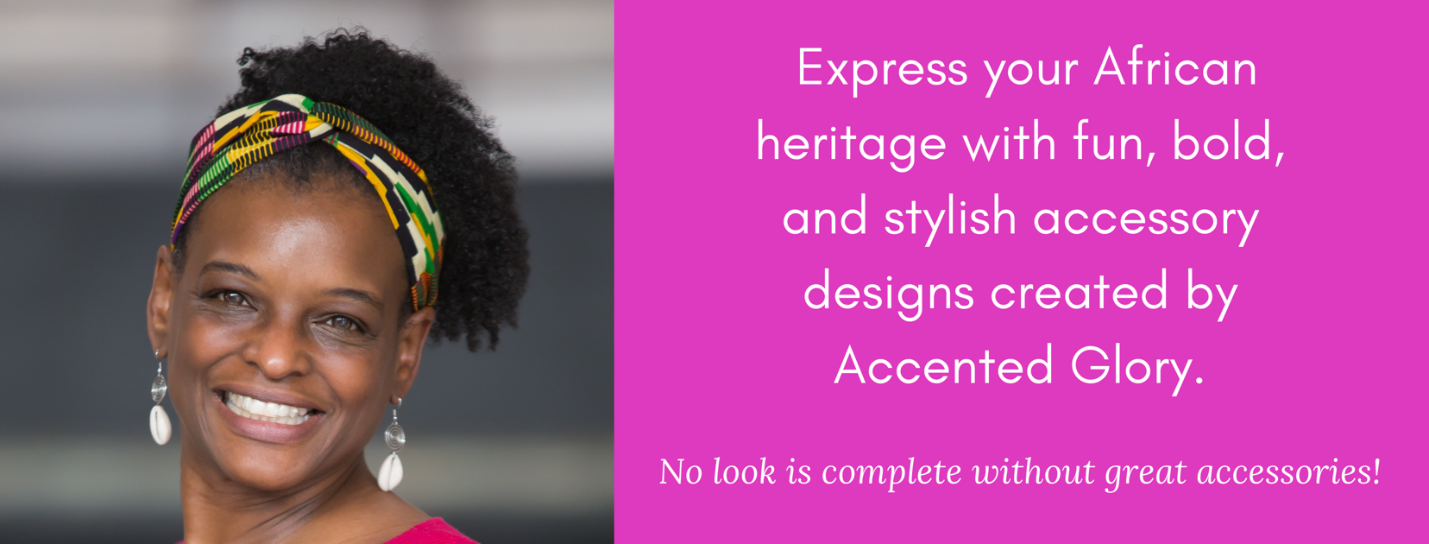 Express your African
heritage with fun, bold,
and stylish accessory
designs created by
Accented Glory.
No look is complete without great accessories!